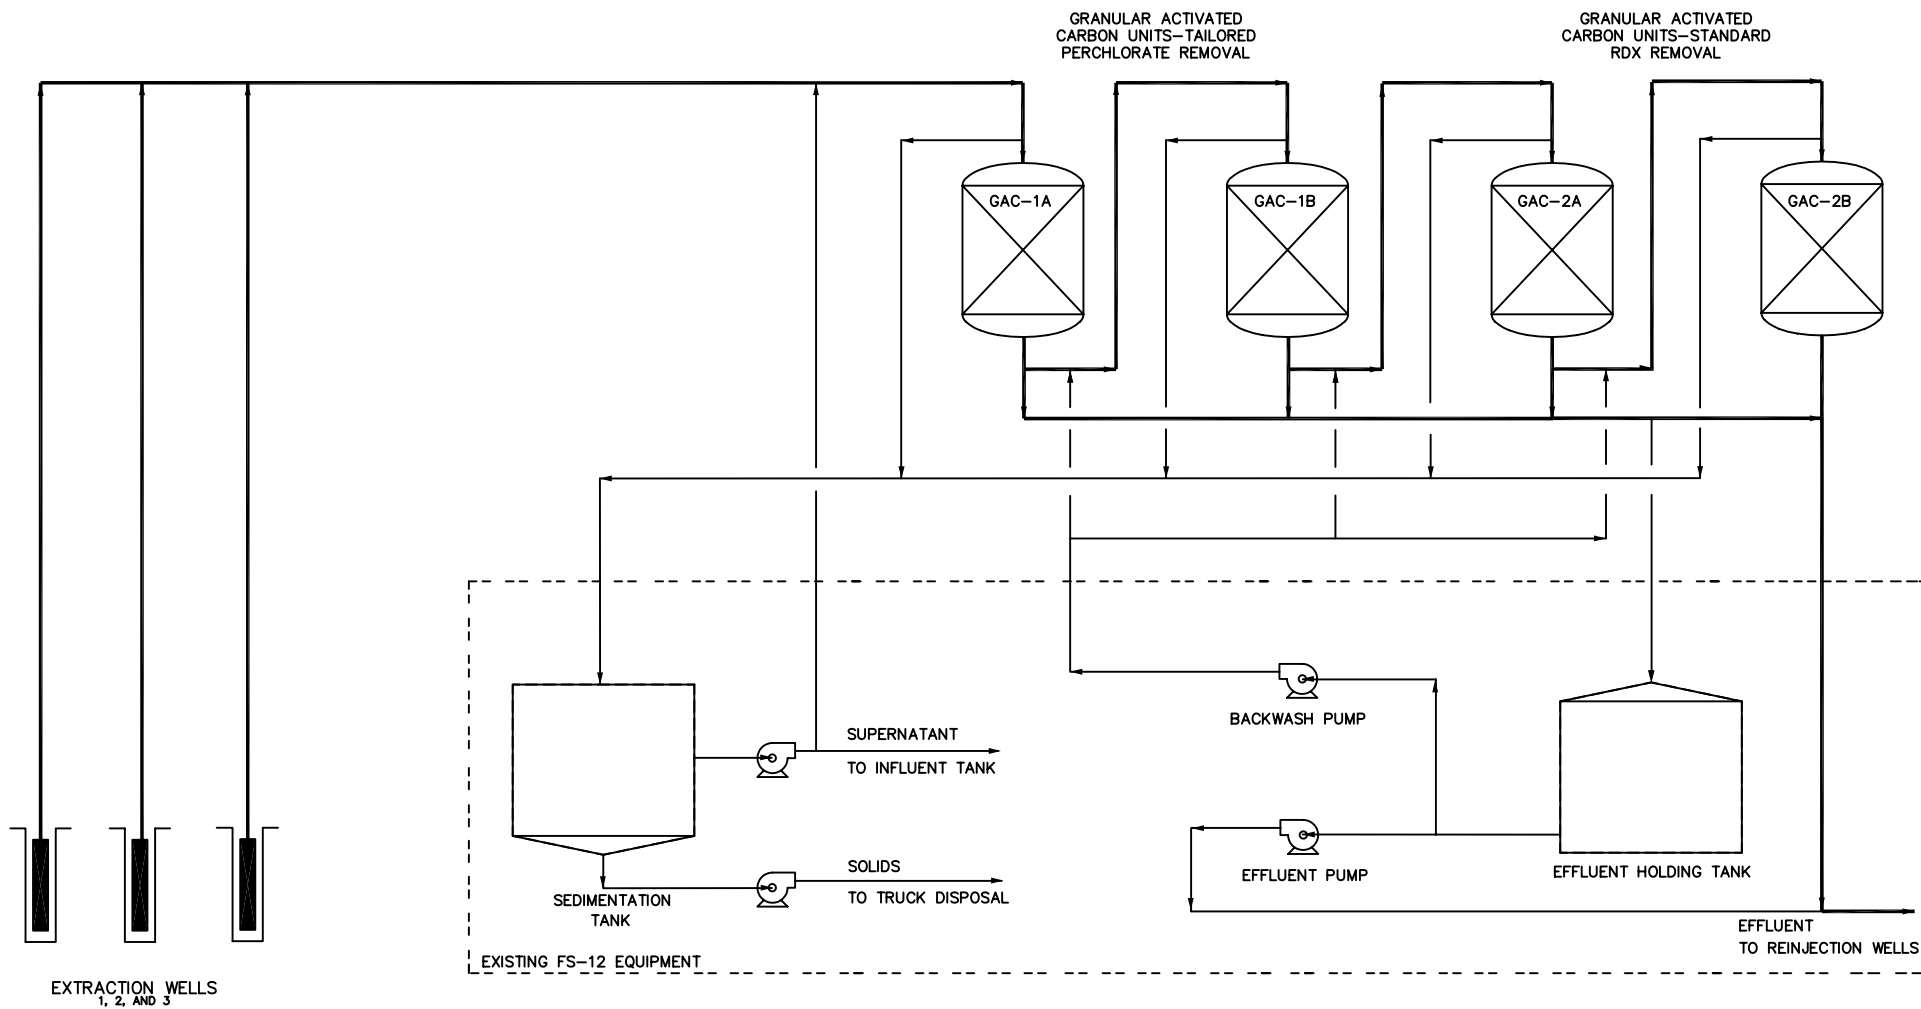 GRANULAR ACTIVATED
CARBON UNITS–TAILORED
PERCHLORATE REMOVAL
GRANULAR ACTIVATED
CARBON UNITS–STANDARD
RDX REMOVAL
GAC–1A
GAC–1B
GAC–2A
GAC–2B
BACKWASH PUMP
SUPERNATANT
TO INFLUENT TANK
SOLIDS
TO TRUCK DISPOSAL
EFFLUENT PUMP
EFFLUENT HOLDING TANK
SEDIMENTATION
TANK
EFFLUENT
TO REINJECTION WELLS
EXISTING FS–12 EQUIPMENT
EXTRACTION WELLS
1, 2, AND 3